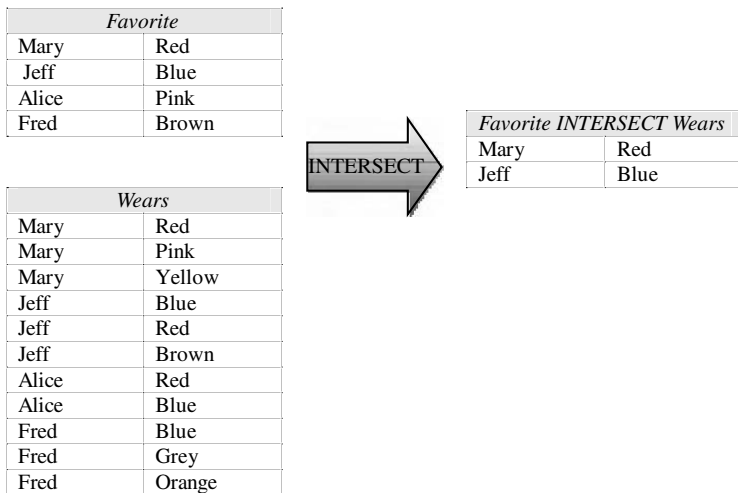 Favorite
Mary Red
Jeff Blue
Alice Pink
Fred Brown
Wears
Mary Red
Mary Pink
Mary Yellow
Jeff Blue
Jeff Red
Jeff Brown
Alice Red
Alice Blue
Fred Blue
Fred Grey
Fred Orange
INTERSECT
Favorite INTERSECT Wears
Mary Red
Jeff Blue